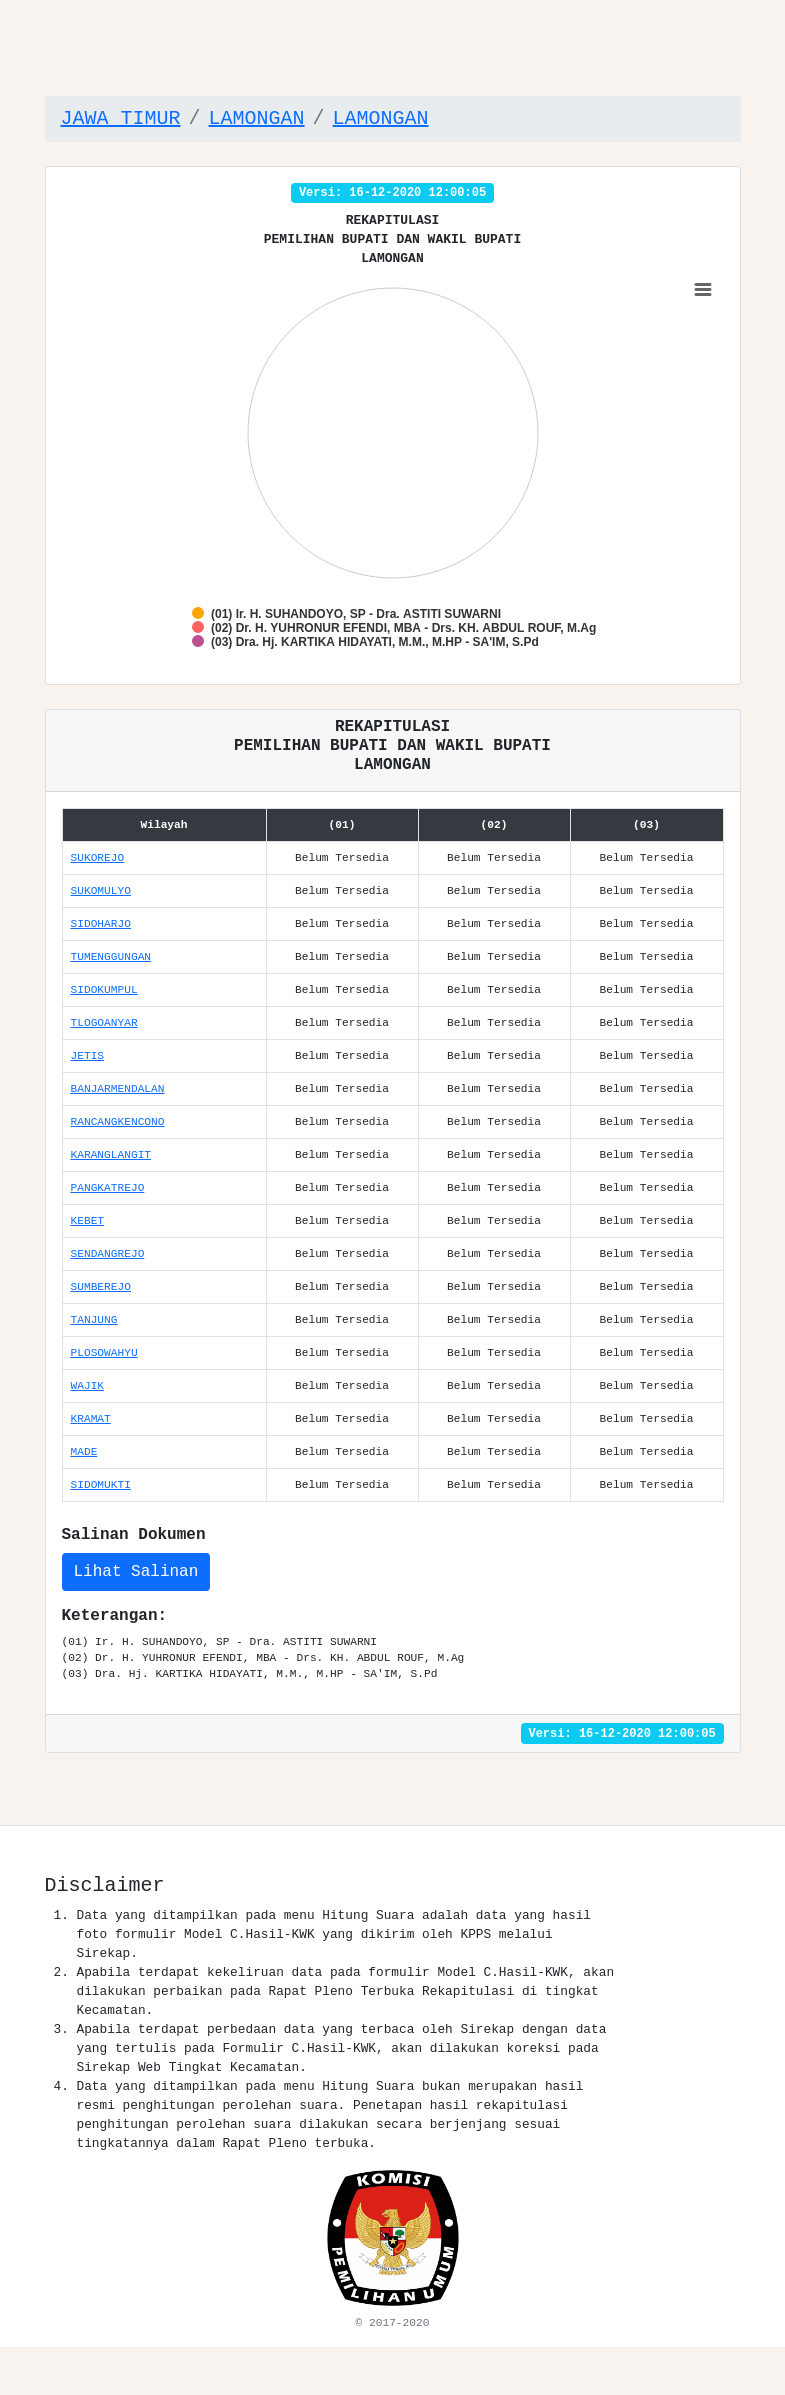 JAWA TIMUR / LAMONGAN / LAMONGAN
Versi: 16-12-2020 12:00:05
REKAPITULASI
PEMILIHAN BUPATI DAN WAKIL BUPATI
LAMONGAN
(01) Ir. H. SUHANDOYO, SP - Dra. ASTITI SUWARNI
(02) Dr. H. YUHRONUR EFENDI, MBA - Drs. KH. ABDUL ROUF, M.Ag
(03) Dra. Hj. KARTIKA HIDAYATI, M.M., M.HP - SA'IM, S.Pd
REKAPITULASI
PEMILIHAN BUPATI DAN WAKIL BUPATI
LAMONGAN
Wilayah (01) (02) (03)
SUKOREJO Belum Tersedia Belum Tersedia Belum Tersedia
SUKOMULYO Belum Tersedia Belum Tersedia Belum Tersedia
SIDOHARJO Belum Tersedia Belum Tersedia Belum Tersedia
TUMENGGUNGAN Belum Tersedia Belum Tersedia Belum Tersedia
SIDOKUMPUL Belum Tersedia Belum Tersedia Belum Tersedia
TLOGOANYAR Belum Tersedia Belum Tersedia Belum Tersedia
JETIS Belum Tersedia Belum Tersedia Belum Tersedia
BANJARMENDALAN Belum Tersedia Belum Tersedia Belum Tersedia
RANCANGKENCONO Belum Tersedia Belum Tersedia Belum Tersedia
KARANGLANGIT Belum Tersedia Belum Tersedia Belum Tersedia
PANGKATREJO Belum Tersedia Belum Tersedia Belum Tersedia
KEBET Belum Tersedia Belum Tersedia Belum Tersedia
SENDANGREJO Belum Tersedia Belum Tersedia Belum Tersedia
SUMBEREJO Belum Tersedia Belum Tersedia Belum Tersedia
TANJUNG Belum Tersedia Belum Tersedia Belum Tersedia
PLOSOWAHYU Belum Tersedia Belum Tersedia Belum Tersedia
WAJIK Belum Tersedia Belum Tersedia Belum Tersedia
KRAMAT Belum Tersedia Belum Tersedia Belum Tersedia
MADE Belum Tersedia Belum Tersedia Belum Tersedia
SIDOMUKTI Belum Tersedia Belum Tersedia Belum Tersedia
Salinan Dokumen
Lihat Salinan
Keterangan:
(01) Ir. H. SUHANDOYO, SP - Dra. ASTITI SUWARNI
(02) Dr. H. YUHRONUR EFENDI, MBA - Drs. KH. ABDUL ROUF, M.Ag
(03) Dra. Hj. KARTIKA HIDAYATI, M.M., M.HP - SA'IM, S.Pd
Versi: 16-12-2020 12:00:05
Disclaimer
1. Data yang ditampilkan pada menu Hitung Suara adalah data yang hasil
foto formulir Model C.Hasil-KWK yang dikirim oleh KPPS melalui
Sirekap.
2. Apabila terdapat kekeliruan data pada formulir Model C.Hasil-KWK, akan
dilakukan perbaikan pada Rapat Pleno Terbuka Rekapitulasi di tingkat
Kecamatan.
3. Apabila terdapat perbedaan data yang terbaca oleh Sirekap dengan data
yang tertulis pada Formulir C.Hasil-KWK, akan dilakukan koreksi pada
Sirekap Web Tingkat Kecamatan.
4. Data yang ditampilkan pada menu Hitung Suara bukan merupakan hasil
resmi penghitungan perolehan suara. Penetapan hasil rekapitulasi
penghitungan perolehan suara dilakukan secara berjenjang sesuai
tingkatannya dalam Rapat Pleno terbuka.
KOMISI
PEMILIHAN UMUM
© 2017-2020